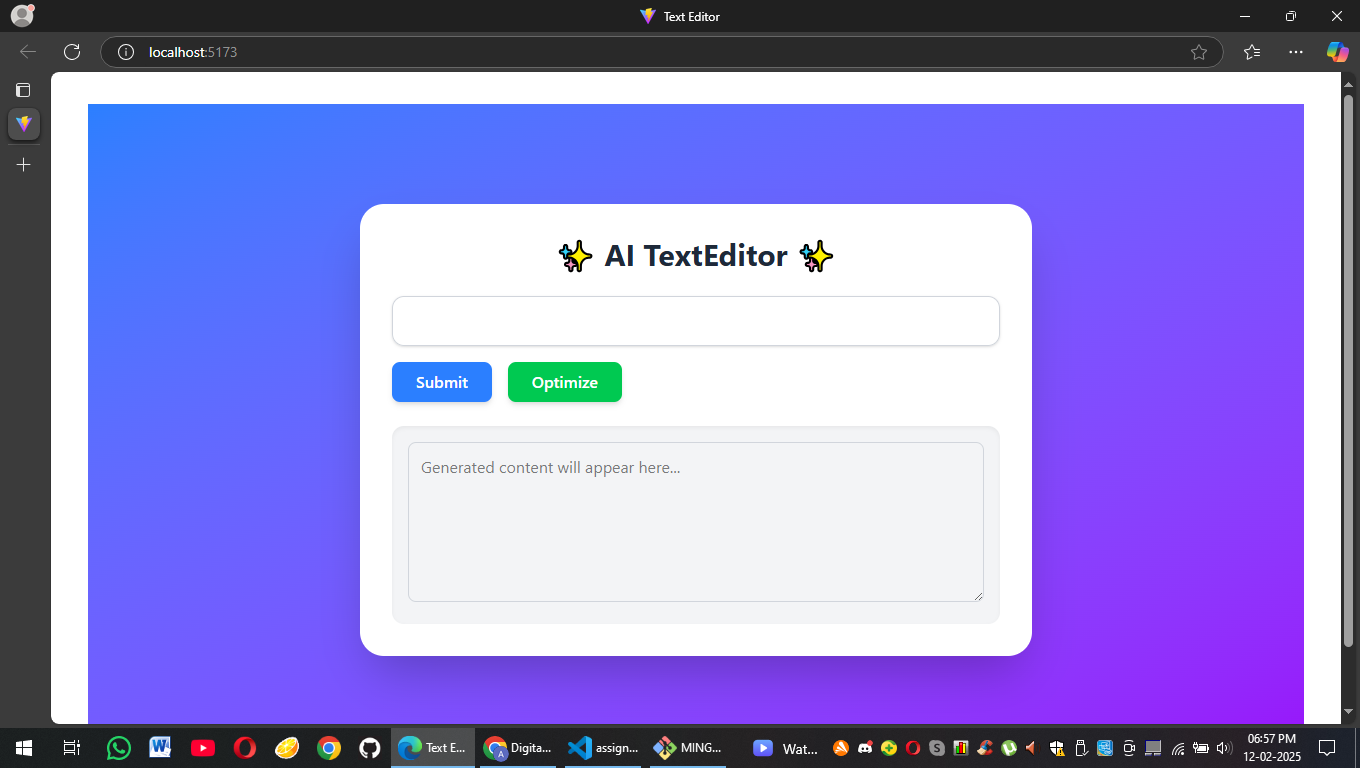 Text Editor
localhost:5173
✨ AI TextEditor ✨
Submit
Optimize
Generated content will appear here...
Text E...
Digita...
assign...
MING...
Wat...
06:57 PM
12-02-2025